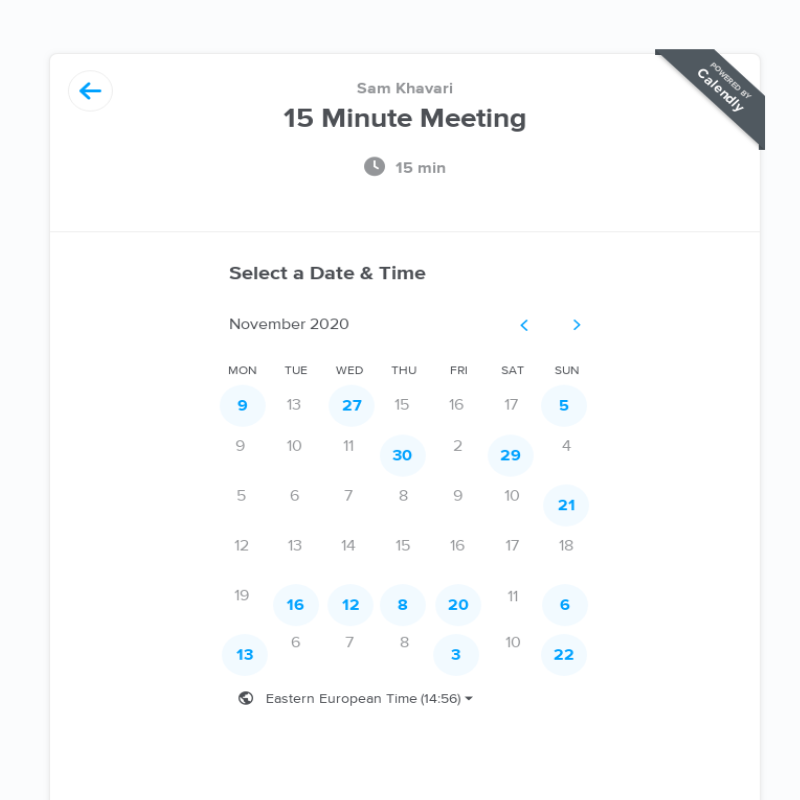 Sam Khavari
15 Minute Meeting
15 min
POWERED BY
Calendly
Select a Date & Time
November 2020
MON TUE WED THU FRI SAT SUN
9 13 27 15 16 17 5
9 10 11 30 2 29 4
5 6 7 8 9 10 21
12 13 14 15 16 17 18
19 16 12 8 20 11 6
13 6 7 8 3 10 22
Eastern European Time (14:56)